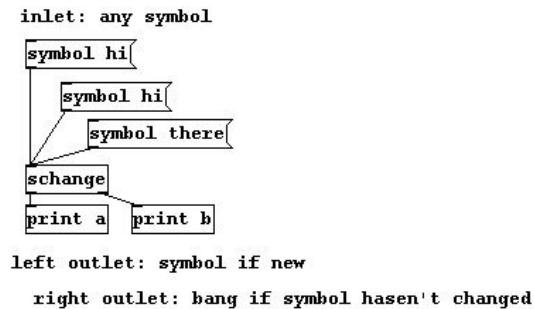 inlet: any symbol
symbol hi
symbol hi
symbol there
schange
print a
print b
left outlet: symbol if new
right outlet: bang if symbol hasen't changed